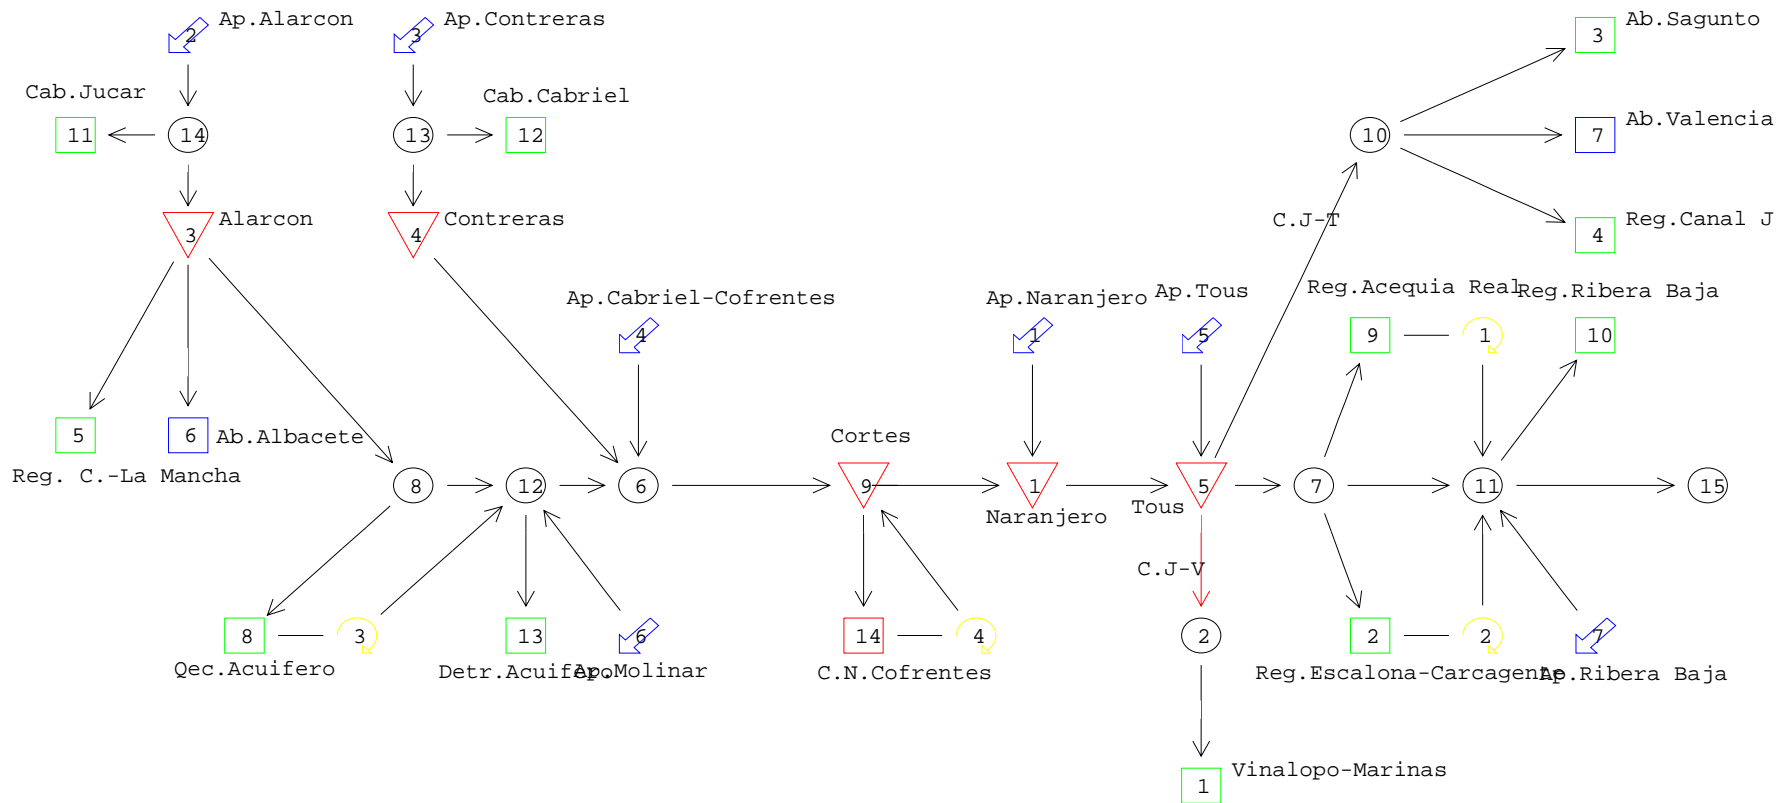 Ap.Alarcon
Ap.Contreras
Ab.Sagunto
2
3
3
Cab.Jucar
Cab.Cabriel
Ab.Valencia
11
14
13
12
10
7
Alarcon
Contreras
C.J-T
Reg.Canal J
3
4
4
Ap.Cabriel-Cofrentes
Ap.Naranjero
Ap.Tous
Reg.Acequia Real
Reg.Ribera Baja
4
1
5
9
1
10
5
6
Ab.Albacete
Cortes
Reg. C.-La Mancha
8
12
6
9
1
5
7
11
15
Naranjero
Tous
C.J-V
8
3
13
6
14
4
2
2
2
7
Qec.Acuifero
Detr.Acuifero
Ap.Molinar
C.N.Cofrentes
Reg.Escalona-Carcagente
Ap.Ribera Baja
Vinalopo-Marinas
1